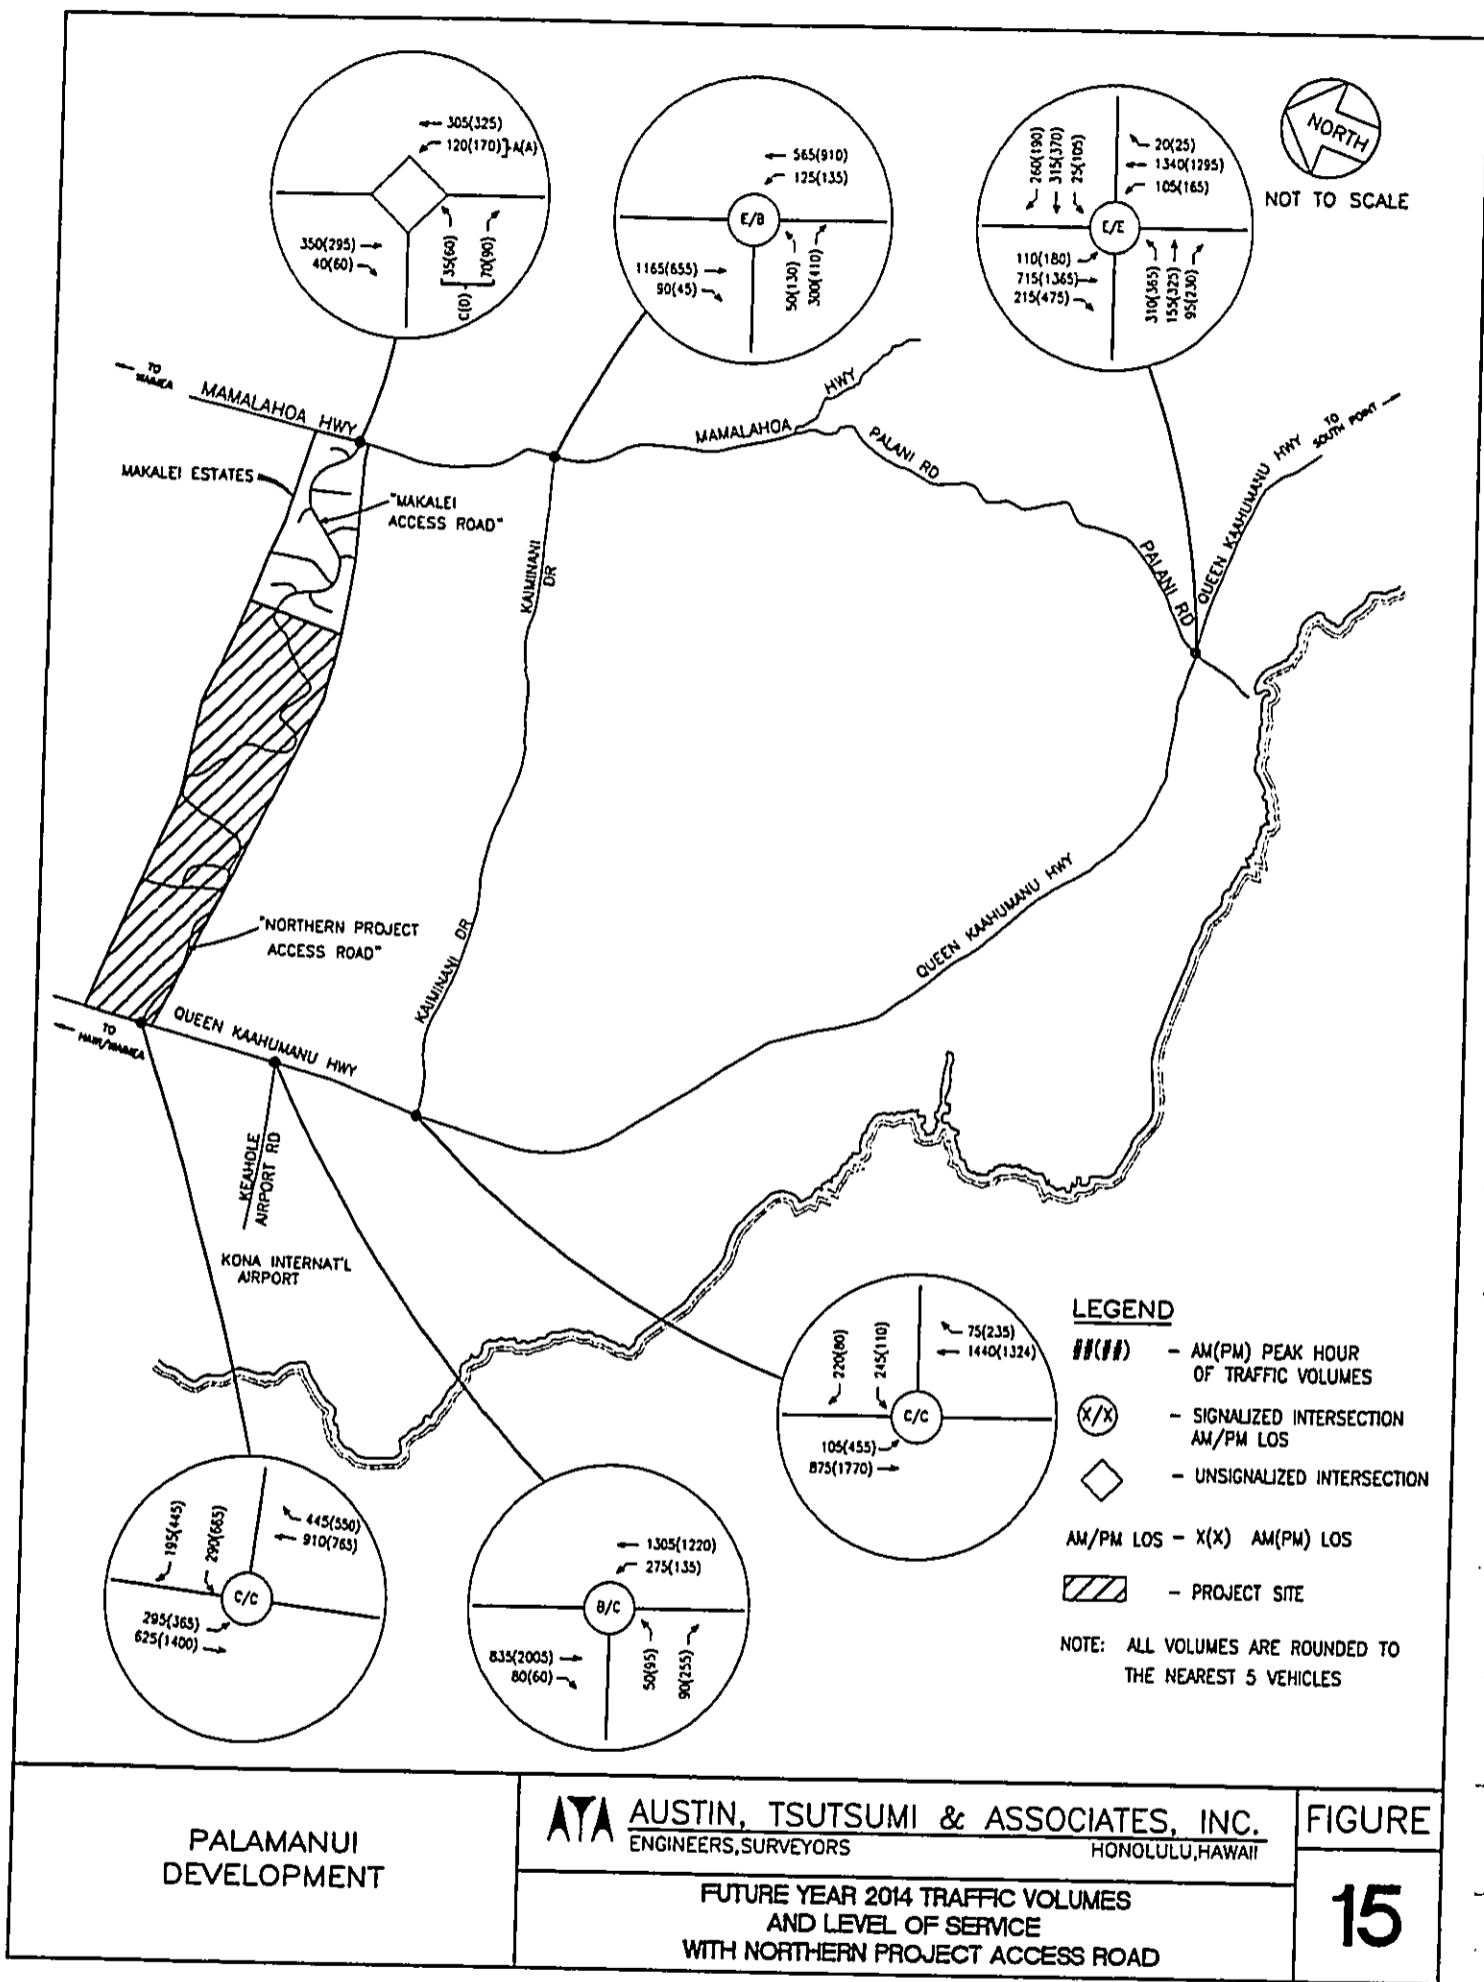 305(325)
120(170)]A(A)
350(295)
40(60)
35(60)
70(90)
C(D)
565(910)
125(135)
E/B
1165(655)
90(45)
50(130)
300(410)
260(190)
315(370)
25(105)
20(25)
1340(1295)
105(165)
E/E
110(180)
715(1365)
215(475)
310(365)
155(325)
95(230)
NORTH
NOT TO SCALE
TO
WAIMEA
MAMALAHOA HWY
MAKALEI ESTATES
"MAKALEI
ACCESS ROAD"
KAIMINANI
DR
MAMALAHOA
HWY
PALANI RD
PALANI RD
QUEEN KAAHUMANU HWY
TO
SOUTH POINT
"NORTHERN PROJECT
ACCESS ROAD"
KAIMINANI DR
QUEEN KAAHUMANU HWY
TO
QUEEN KAAHUMANU HWY
KEAHOLE
AIRPORT RD
KONA INTERNAT'L
AIRPORT
220(80)
245(110)
75(235)
1440(1324)
C/C
105(455)
875(1770)
195(445)
290(665)
445(550)
910(765)
C/C
295(365)
625(1400)
1305(1220)
275(135)
B/C
835(2005)
80(60)
50(95)
90(255)
LEGEND
##(##) - AM(PM) PEAK HOUR
OF TRAFFIC VOLUMES
X/X - SIGNALIZED INTERSECTION
AM/PM LOS
- UNSIGNALIZED INTERSECTION
AM/PM LOS - X(X) AM(PM) LOS
- PROJECT SITE
NOTE: ALL VOLUMES ARE ROUNDED TO
THE NEAREST 5 VEHICLES
PALAMANUI
DEVELOPMENT
ATA AUSTIN, TSUTSUMI & ASSOCIATES, INC.
ENGINEERS,SURVEYORS HONOLULU,HAWAII
FUTURE YEAR 2014 TRAFFIC VOLUMES
AND LEVEL OF SERVICE
WITH NORTHERN PROJECT ACCESS ROAD
FIGURE
15